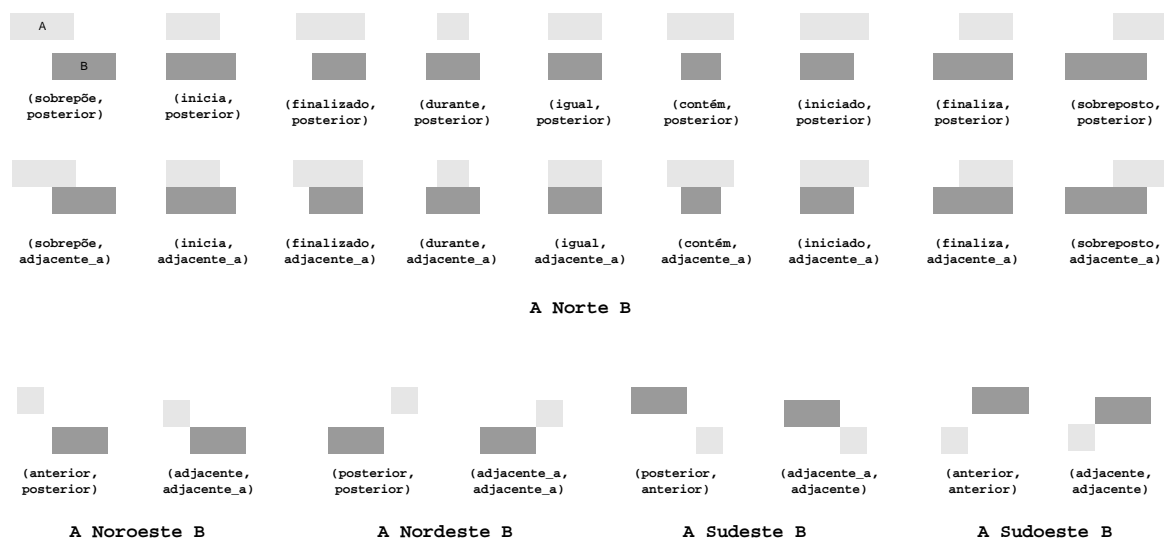 A
B
(sobrepõe,
posterior)
(inicia,
posterior)
(finalizado,
posterior)
(durante,
posterior)
(igual,
posterior)
(contém,
posterior)
(iniciado,
posterior)
(finaliza,
posterior)
(sobreposto,
posterior)
(sobrepõe,
adjacente_a)
(inicia,
adjacente_a)
(finalizado,
adjacente_a)
(durante,
adjacente_a)
(igual,
adjacente_a)
(contém,
adjacente_a)
(iniciado,
adjacente_a)
(finaliza,
adjacente_a)
(sobreposto,
adjacente_a)
A Norte B
(anterior,
posterior)
(adjacente,
adjacente_a)
(posterior,
posterior)
(adjacente_a,
adjacente_a)
(posterior,
anterior)
(adjacente_a,
adjacente)
(anterior,
anterior)
(adjacente,
adjacente)
A Noroeste B
A Nordeste B
A Sudeste B
A Sudoeste B